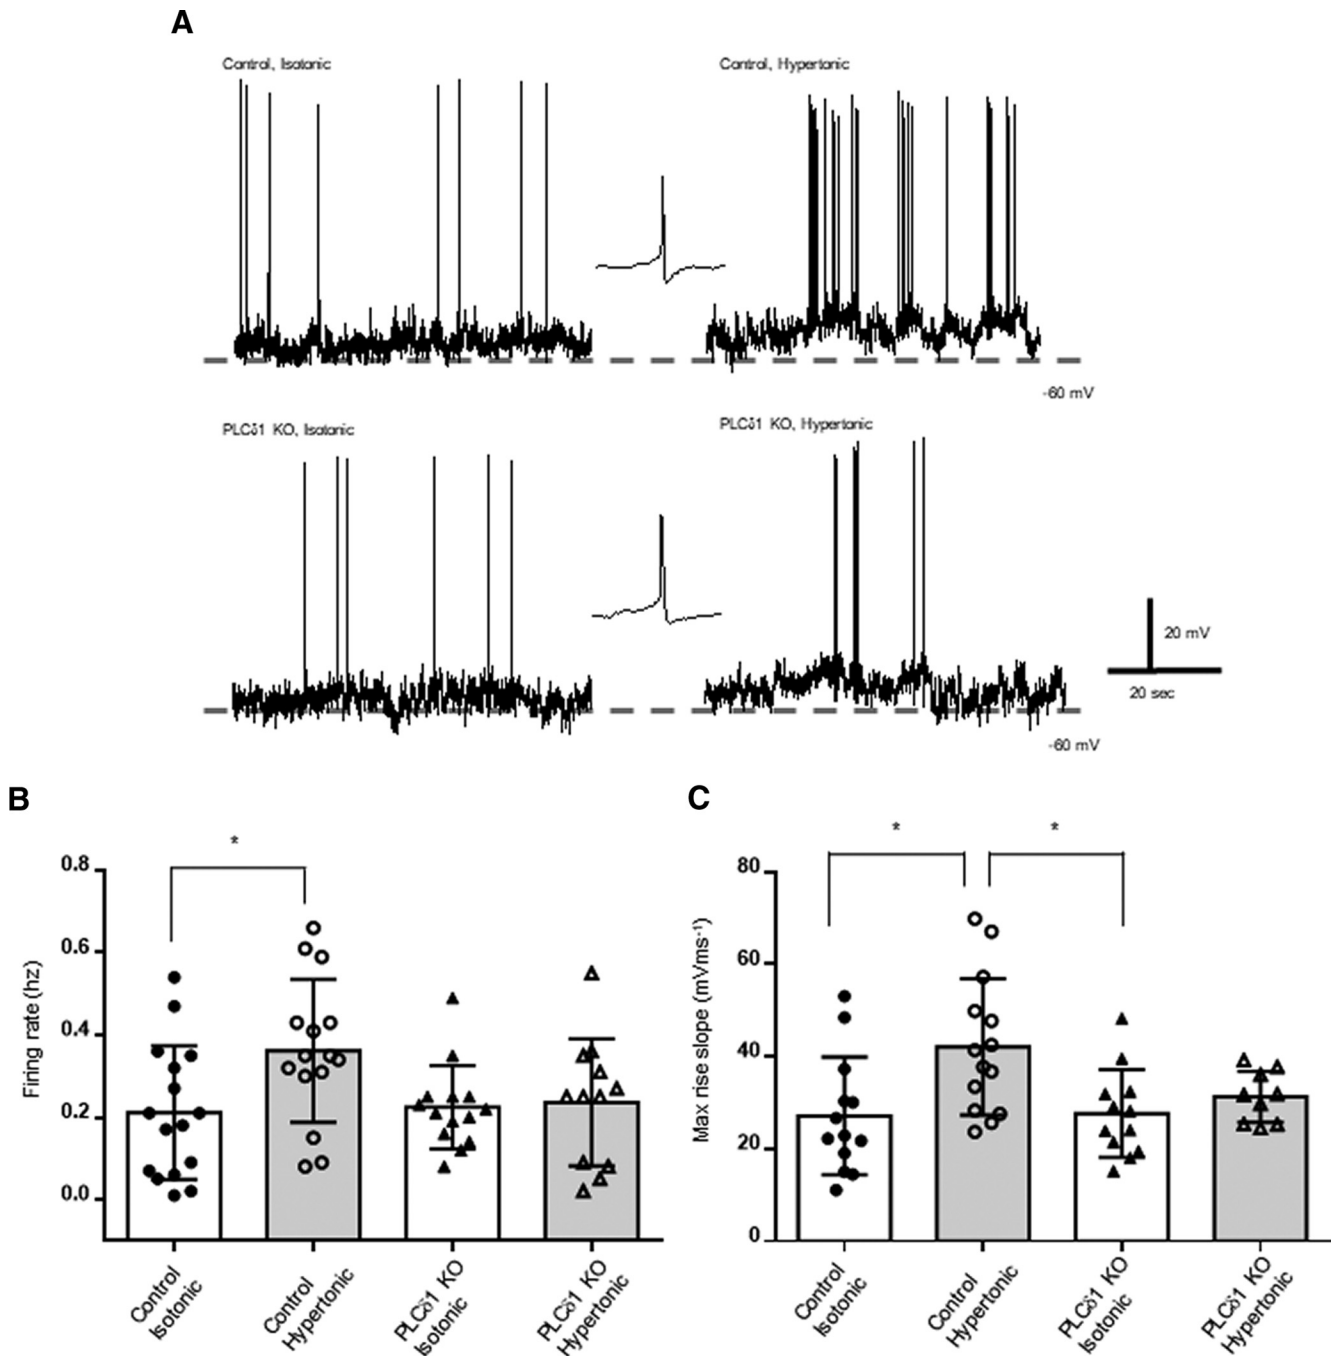 A
Control, Isotonic
Control, Hypertonic
-60 mV
PLCδ1 KO, Isotonic
PLCδ1 KO, Hypertonic
20 mV
20 sec
-60 mV
B
*
Firing rate (hz)
0.8
0.6
0.4
0.2
0.0
Control
Isotonic
Control
Hypertonic
PLCδ1 KO
Isotonic
PLCδ1 KO
Hypertonic
C
*
*
Max rise slope (mVms-1)
80
60
40
20
0
Control
Isotonic
Control
Hypertonic
PLCδ1 KO
Isotonic
PLCδ1 KO
Hypertonic